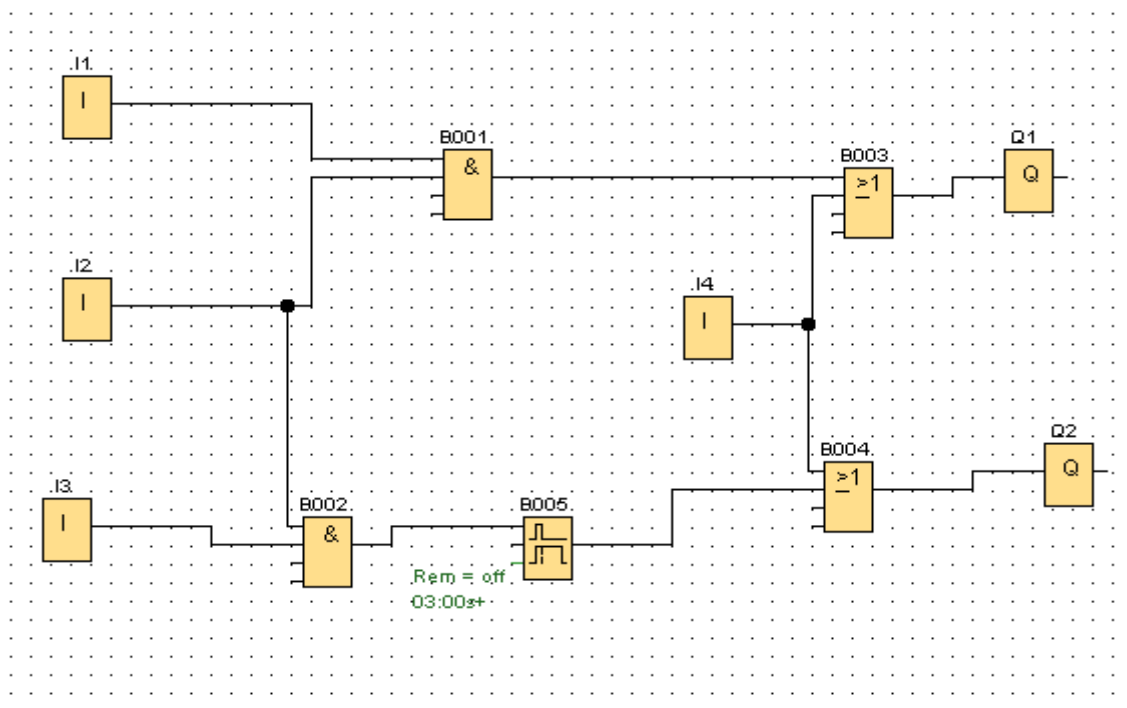 I1
I
B001
&
Q1
Q
B003
≥1
I2
I
I4
I
B004
≥1
Q2
Q
I3
I
B002
&
B005
Rem = off
03:00s+